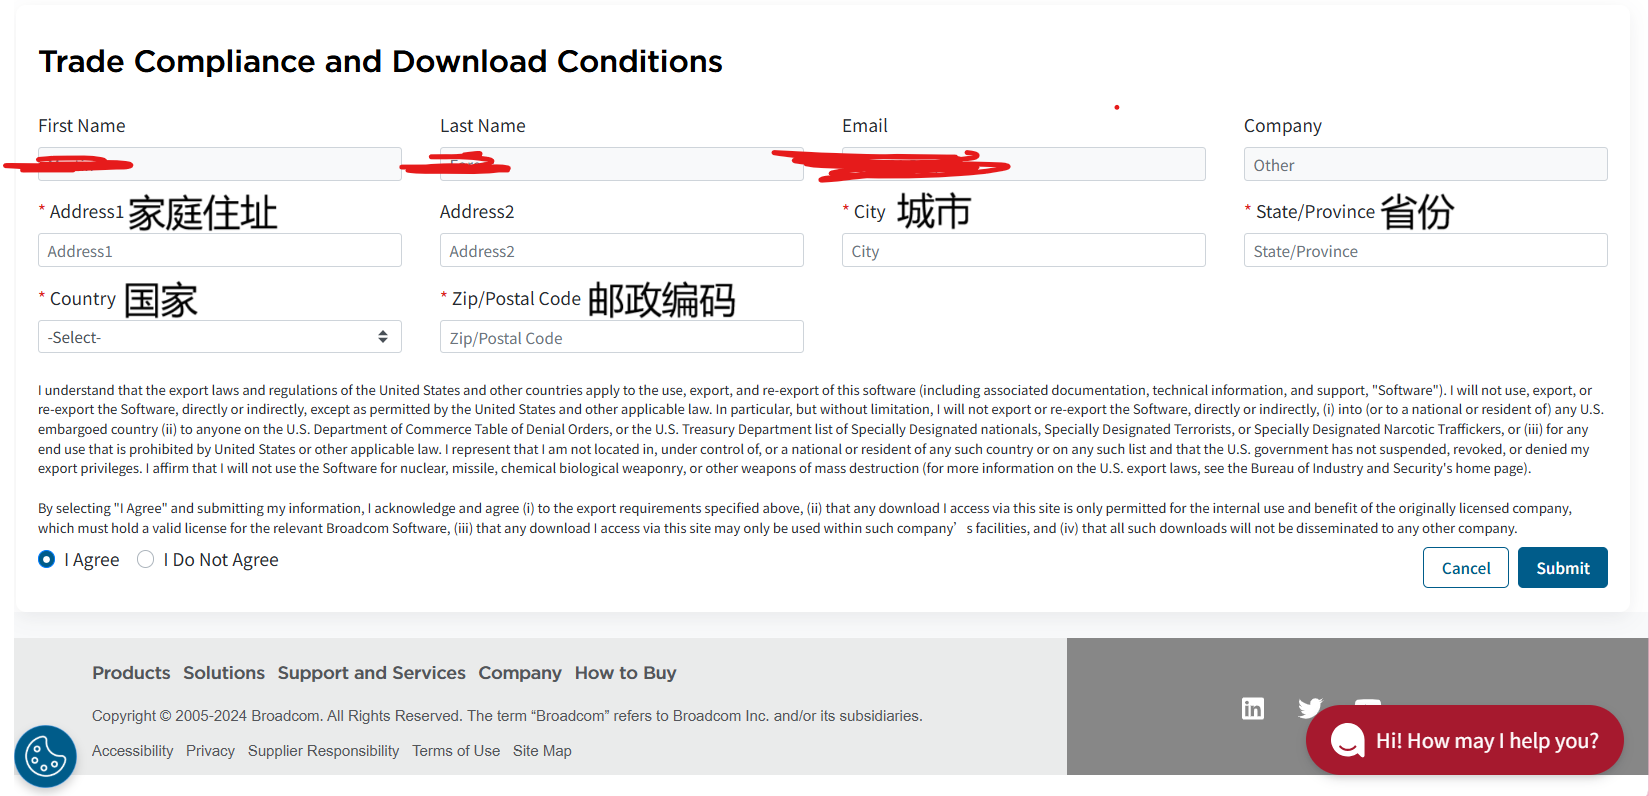 Trade Compliance and Download Conditions
First Name Last Name Email Company
Other
* Address1 家庭住址 Address2 * City 城市 * State/Province 省份
Address1 Address2 City State/Province
* Country 国家 * Zip/Postal Code 邮政编码
-Select- Zip/Postal Code
I understand that the export laws and regulations of the United States and other countries apply to the use, export, and re-export of this software (including associated documentation, technical information, and support, "Software"). I will not use, export, or
re-export the Software, directly or indirectly, except as permitted by the United States and other applicable law. In particular, but without limitation, I will not export or re-export the Software, directly or indirectly, (i) into (or to a national or resident of) any U.S.
embargoed country (ii) to anyone on the U.S. Department of Commerce Table of Denial Orders, or the U.S. Treasury Department list of Specially Designated nationals, Specially Designated Terrorists, or Specially Designated Narcotic Traffickers, or (iii) for any
end use that is prohibited by United States or other applicable law. I represent that I am not located in, under control of, or a national or resident of any such country or on any such list and that the U.S. government has not suspended, revoked, or denied my
export privileges. I affirm that I will not use the Software for nuclear, missile, chemical biological weaponry, or other weapons of mass destruction (for more information on the U.S. export laws, see the Bureau of Industry and Security's home page).
By selecting "I Agree" and submitting my information, I acknowledge and agree (i) to the export requirements specified above, (ii) that any download I access via this site is only permitted for the internal use and benefit of the originally licensed company,
which must hold a valid license for the relevant Broadcom Software, (iii) that any download I access via this site may only be used within such company’s facilities, and (iv) that all such downloads will not be disseminated to any other company.
I Agree I Do Not Agree
Cancel Submit
Products Solutions Support and Services Company How to Buy
Copyright © 2005-2024 Broadcom. All Rights Reserved. The term “Broadcom” refers to Broadcom Inc. and/or its subsidiaries.
Accessibility Privacy Supplier Responsibility Terms of Use Site Map
in
Hi! How may I help you?